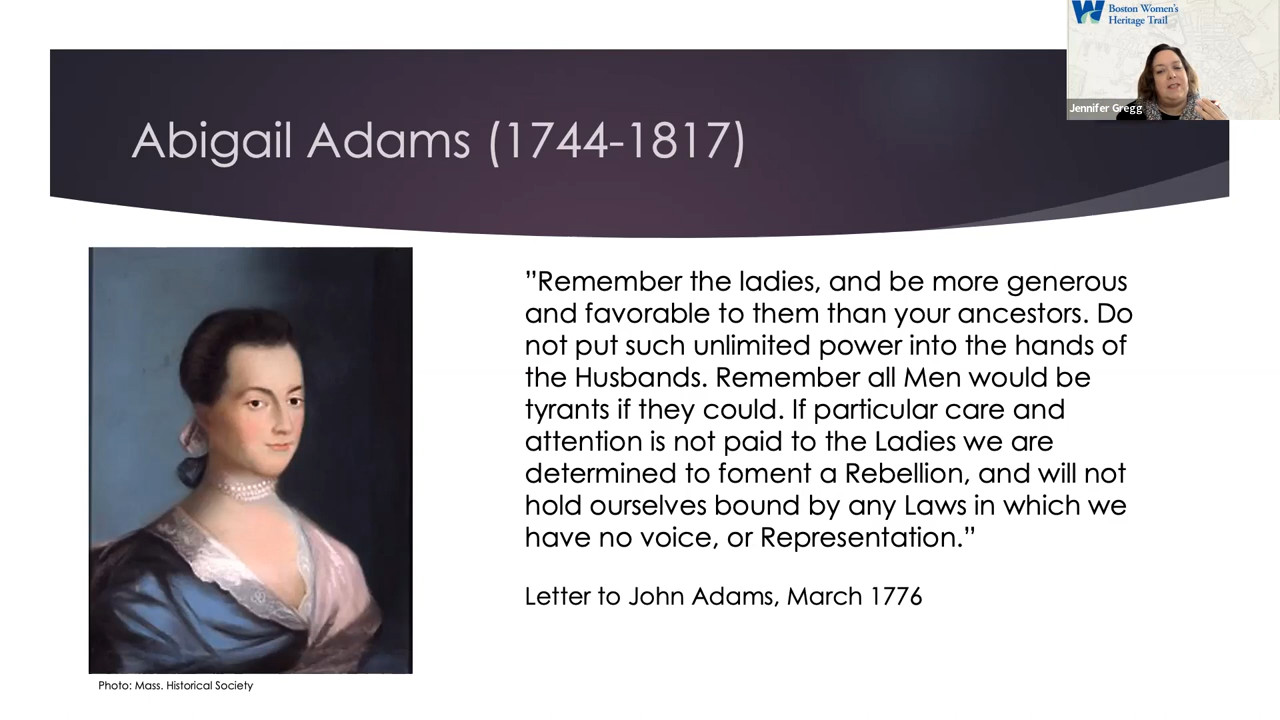 Boston Women's
Heritage Trail
Jennifer Gregg
Abigail Adams (1744-1817)
”Remember the ladies, and be more generous
and favorable to them than your ancestors. Do
not put such unlimited power into the hands of
the Husbands. Remember all Men would be
tyrants if they could. If particular care and
attention is not paid to the Ladies we are
determined to foment a Rebellion, and will not
hold ourselves bound by any Laws in which we
have no voice, or Representation.”
Letter to John Adams, March 1776
Photo: Mass. Historical Society